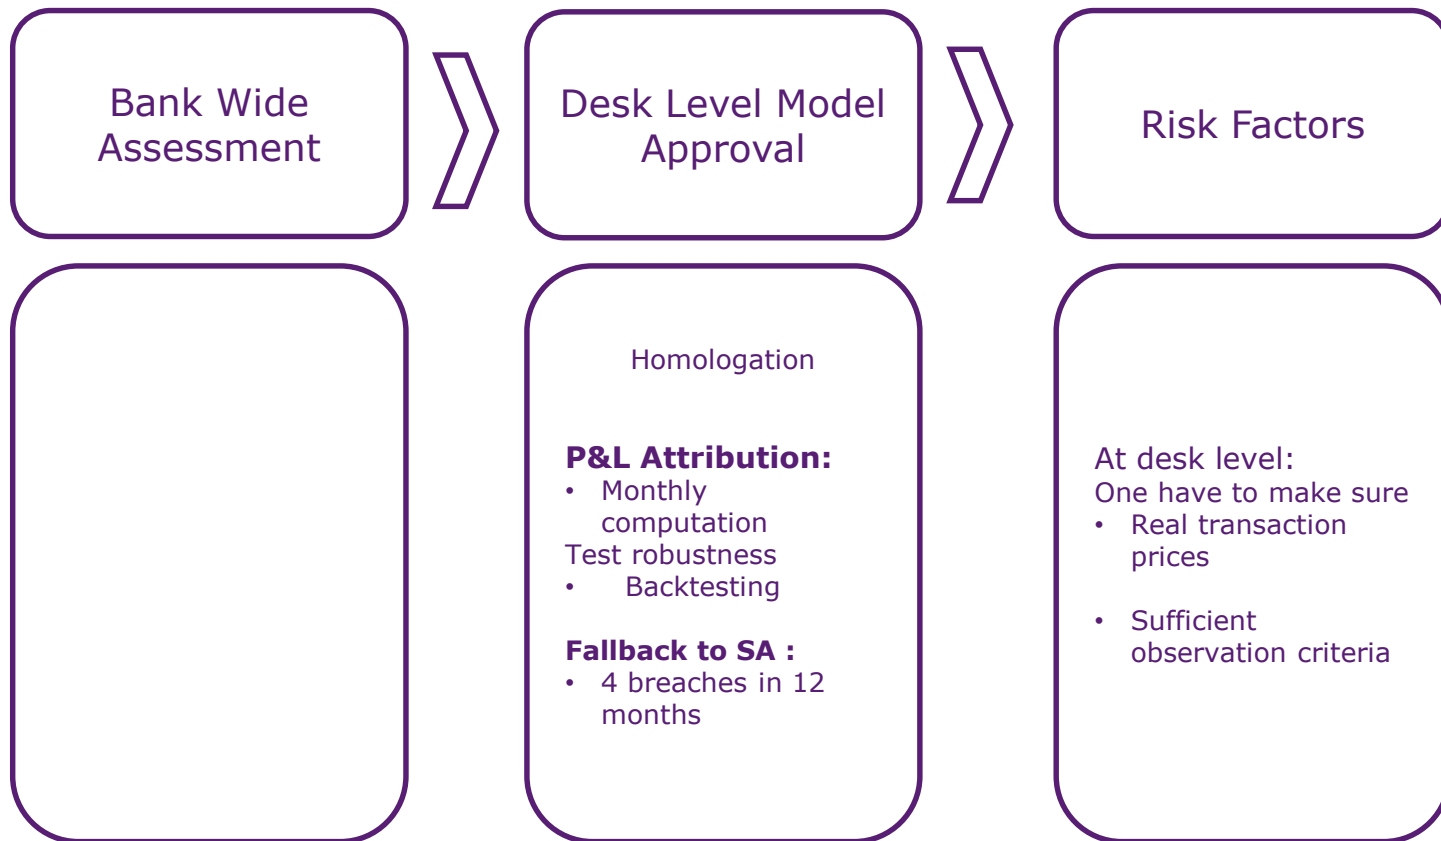 Bank Wide
Assessment
Desk Level Model
Approval
Risk Factors
Homologation
P&L Attribution:
• Monthly
computation
Test robustness
• Backtesting
Fallback to SA :
• 4 breaches in 12
months
At desk level:
One have to make sure
• Real transaction
prices
• Sufficient
observation criteria